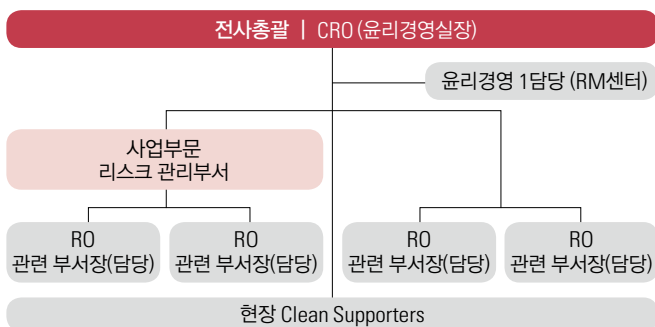 전사총괄 | CRO (윤리경영실장)
윤리경영 1담당 (RM센터)
사업부문
리스크 관리부서
RO
관련 부서장(담당)
RO
관련 부서장(담당)
RO
관련 부서장(담당)
RO
관련 부서장(담당)
현장 Clean Supporters